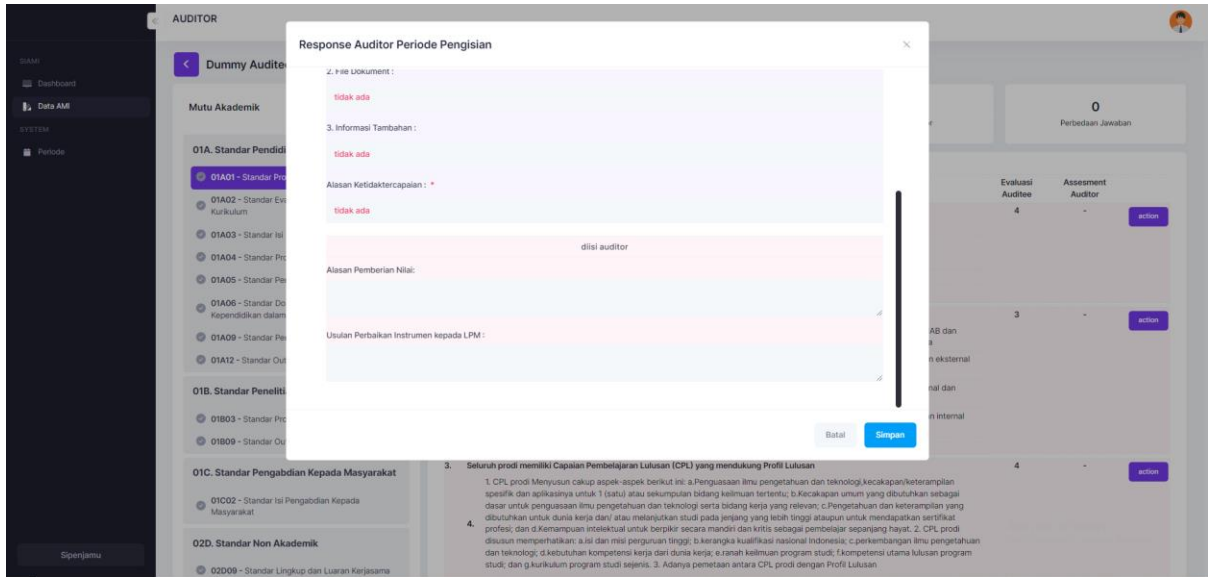 AUDITOR
SIAMI
Dashboard
Data AMI
SYSTEM
Periode
Sipenjamu
Dummy Audite
Mutu Akademik
01A. Standar Pendidi
01A01 - Standar Pro
01A02 - Standar Eva
Kurikulum
01A03 - Standar Isi
01A04 - Standar Pro
01A05 - Standar Pen
01A06 - Standar Do
Kependidikan dalam
01A09 - Standar Pen
01A12 - Standar Out
01B. Standar Peneliti
01B03 - Standar Pro
01B09 - Standar Ou
01C. Standar Pengabdian Kepada Masyarakat
01C02 - Standar Isi Pengabdian Kepada
Masyarakat
02D. Standar Non Akademik
02D09 - Standar Lingkup dan Luaran Kerjasama
Response Auditor Periode Pengisian
2. File Dokument :
tidak ada
3. Informasi Tambahan :
tidak ada
Alasan Ketidaktercapaian : *
tidak ada
diisi auditor
Alasan Pemberian Nilai:
Usulan Perbaikan Instrumen kepada LPM :
Batal
Simpan
0
Perbedaan Jawaban
Evaluasi
Auditee
Assesment
Auditor
4 - action
3 - action
AB dan
n eksternal
nal dan
n internal
3. Seluruh prodi memiliki Capaian Pembelajaran Lulusan (CPL) yang mendukung Profil Lulusan
4 - action
4.
1. CPL prodi Menyusun cakup aspek-aspek berikut ini: a.Penguasaan ilmu pengetahuan dan teknologi,kecakapan/keterampilan
spesifik dan aplikasinya untuk 1 (satu) atau sekumpulan bidang keilmuan tertentu; b.Kecakapan umum yang dibutuhkan sebagai
dasar untuk penguasaan ilmu pengetahuan dan teknologi serta bidang kerja yang relevan; c.Pengetahuan dan keterampilan yang
dibutuhkan untuk dunia kerja dan/ atau melanjutkan studi pada jenjang yang lebih tinggi ataupun untuk mendapatkan sertifikat
profesi; dan d.Kemampuan intelektual untuk berpikir secara mandiri dan kritis sebagai pembelajar sepanjang hayat. 2. CPL prodi
disusun memperhatikan: a.isi dan misi perguruan tinggi; b.kerangka kualifikasi nasional Indonesia; c.perkembangan ilmu pengetahuan
dan teknologi; d.kebutuhan kompetensi kerja dari dunia kerja; e.ranah keilmuan program studi; f.kompetensi utama lulusan program
studi; dan g.kurikulum program studi sejenis. 3. Adanya pemetaan antara CPL prodi dengan Profil Lulusan